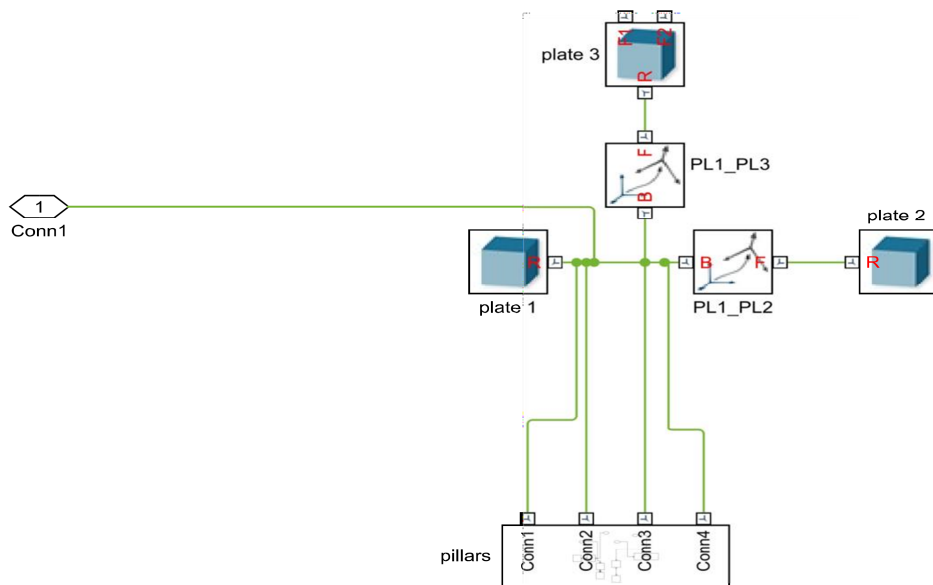 F1
F2
plate 3
R
F
PL1_PL3
B
1
Conn1
plate 2
R
plate 1
B
F
PL1_PL2
R
Conn1
Conn2
Conn3
Conn4
pillars